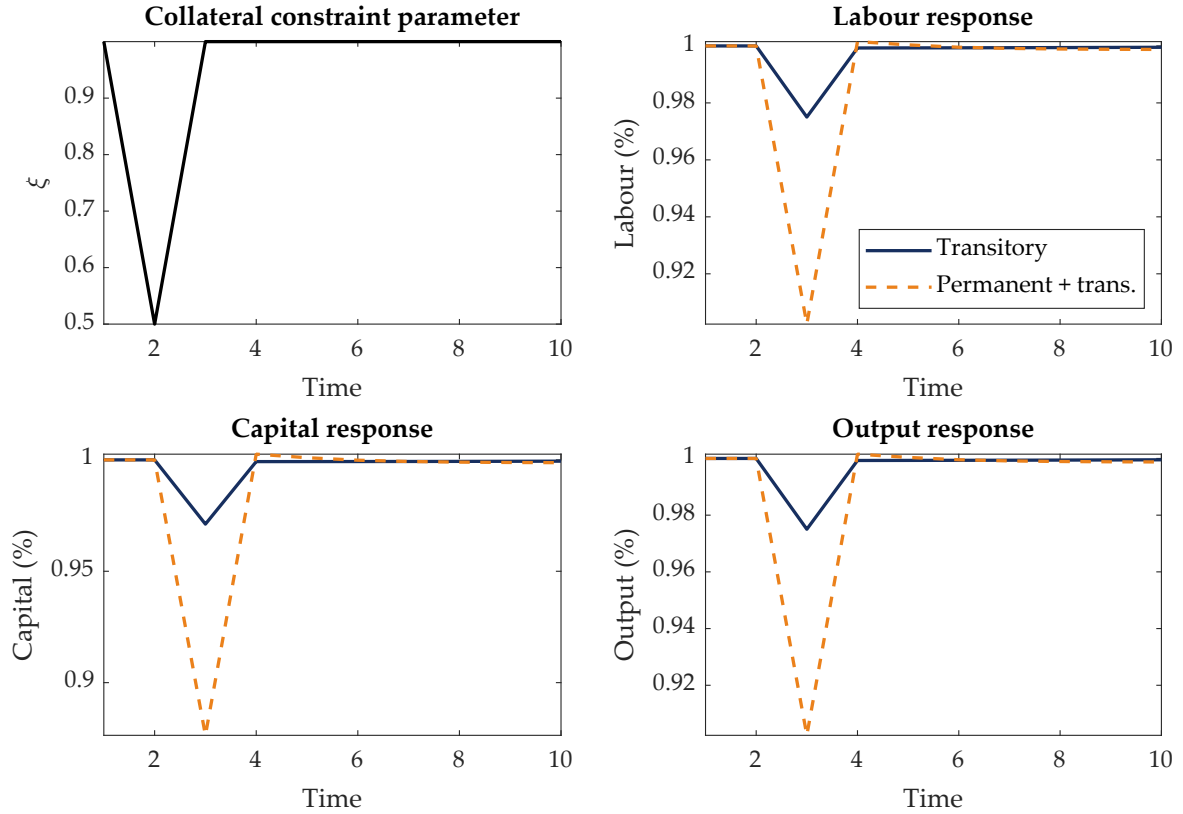 Collateral constraint parameter
0.9
0.8
0.7
0.6
0.5
ξ
2 4 6 8 10
Time
Labour response
1
0.98
0.96
0.94
0.92
Labour (%)
Transitory
Permanent + trans.
2 4 6 8 10
Time
Capital response
1
0.95
0.9
Capital (%)
2 4 6 8 10
Time
Output response
1
0.98
0.96
0.94
0.92
Output (%)
2 4 6 8 10
Time